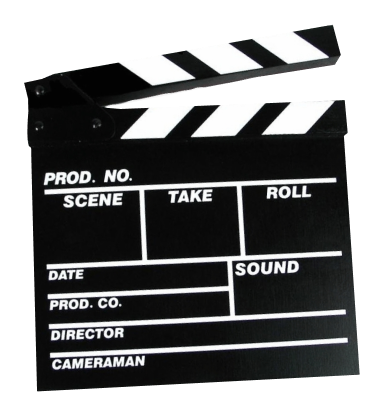 PROD. NO.
SCENE TAKE ROLL
DATE SOUND
PROD. CO.
DIRECTOR
CAMERAMAN